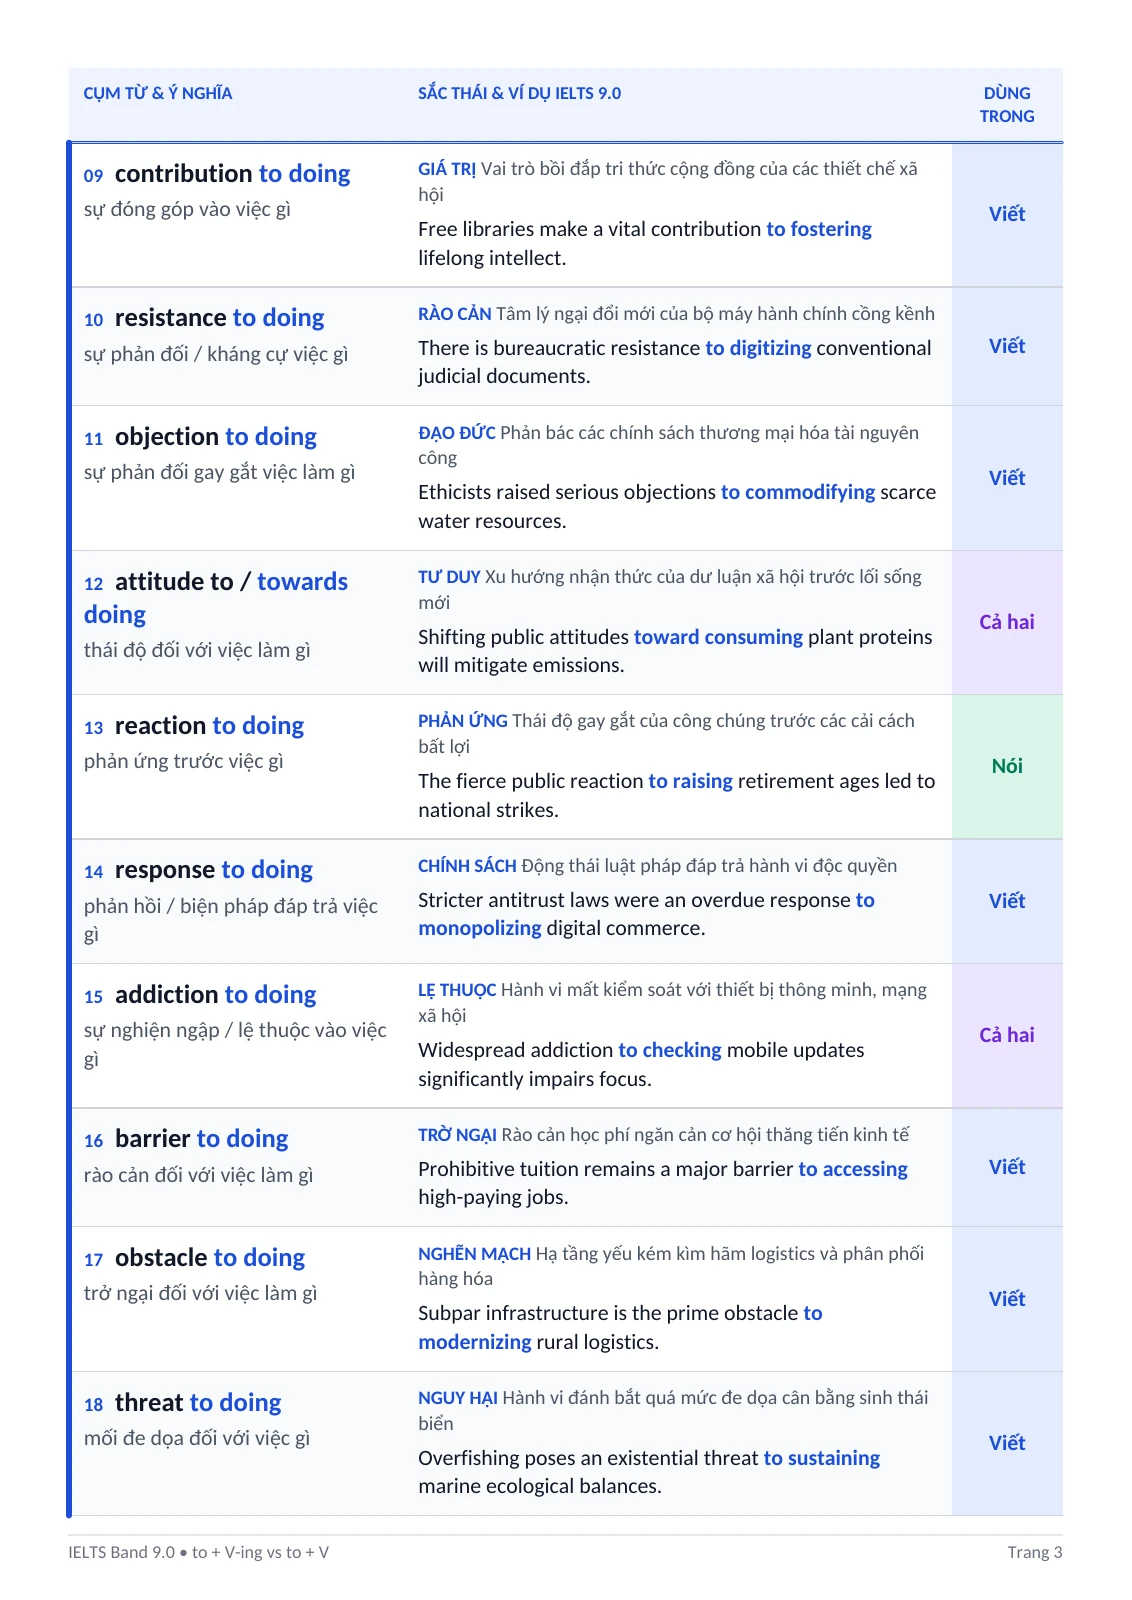 CỤM TỪ & Ý NGHĨA
SẮC THÁI & VÍ DỤ IELTS 9.0
DÙNG
TRONG
09 contribution to doing
sự đóng góp vào việc gì
GIÁ TRỊ Vai trò bồi đắp tri thức cộng đồng của các thiết chế xã
hội
Free libraries make a vital contribution to fostering
lifelong intellect.
Viết
10 resistance to doing
sự phản đối / kháng cự việc gì
RÀO CẢN Tâm lý ngại đổi mới của bộ máy hành chính cồng kềnh
There is bureaucratic resistance to digitizing conventional
judicial documents.
Viết
11 objection to doing
sự phản đối gay gắt việc làm gì
ĐẠO ĐỨC Phản bác các chính sách thương mại hóa tài nguyên
công
Ethicists raised serious objections to commodifying scarce
water resources.
Viết
12 attitude to / towards
doing
thái độ đối với việc làm gì
TƯ DUY Xu hướng nhận thức của dư luận xã hội trước lối sống
mới
Shifting public attitudes toward consuming plant proteins
will mitigate emissions.
Cả hai
13 reaction to doing
phản ứng trước việc gì
PHẢN ỨNG Thái độ gay gắt của công chúng trước các cải cách
bất lợi
The fierce public reaction to raising retirement ages led to
national strikes.
Nói
14 response to doing
phản hồi / biện pháp đáp trả việc
gì
CHÍNH SÁCH Động thái luật pháp đáp trả hành vi độc quyền
Stricter antitrust laws were an overdue response to
monopolizing digital commerce.
Viết
15 addiction to doing
sự nghiện ngập / lệ thuộc vào việc
gì
LỆ THUỘC Hành vi mất kiểm soát với thiết bị thông minh, mạng
xã hội
Widespread addiction to checking mobile updates
significantly impairs focus.
Cả hai
16 barrier to doing
rào cản đối với việc làm gì
TRỞ NGẠI Rào cản học phí ngăn cản cơ hội thăng tiến kinh tế
Prohibitive tuition remains a major barrier to accessing
high-paying jobs.
Viết
17 obstacle to doing
trở ngại đối với việc làm gì
NGHẼN MẠCH Hạ tầng yếu kém kìm hãm logistics và phân phối
hàng hóa
Subpar infrastructure is the prime obstacle to
modernizing rural logistics.
Viết
18 threat to doing
mối đe dọa đối với việc gì
NGUY HẠI Hành vi đánh bắt quá mức đe dọa cân bằng sinh thái
biển
Overfishing poses an existential threat to sustaining
marine ecological balances.
Viết
IELTS Band 9.0 • to + V-ing vs to + V
Trang 3